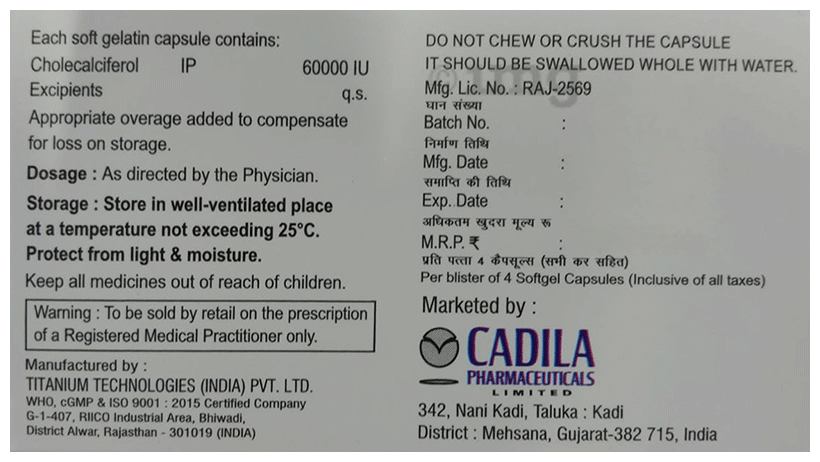 Each soft gelatin capsule contains:
Cholecalciferol IP 60000 IU
Excipients q.s.
Appropriate overage added to compensate
for loss on storage.
Dosage : As directed by the Physician.
Storage : Store in well-ventilated place
at a temperature not exceeding 25°C.
Protect from light & moisture.
Keep all medicines out of reach of children.
Warning : To be sold by retail on the prescription
of a Registered Medical Practitioner only.
Manufactured by :
TITANIUM TECHNOLOGIES (INDIA) PVT. LTD.
WHO, cGMP & ISO 9001 : 2015 Certified Company
G-1-407, RIICO Industrial Area, Bhiwadi,
District Alwar, Rajasthan - 301019 (INDIA)
DO NOT CHEW OR CRUSH THE CAPSULE
IT SHOULD BE SWALLOWED WHOLE WITH WATER.
1mg
Mfg. Lic. No. : RAJ-2569
घान संख्या
Batch No. :
निर्माण तिथि
Mfg. Date :
समाप्ति की तिथि
Exp. Date :
अधिकतम खुदरा मूल्य रू
M.R.P. ₹ :
प्रति पत्ता 4 कैपसूल्स (सभी कर सहित)
Per blister of 4 Softgel Capsules (Inclusive of all taxes)
Marketed by :
CADILA
PHARMACEUTICALS
LIMITED
342, Nani Kadi, Taluka : Kadi
District : Mehsana, Gujarat-382 715, India